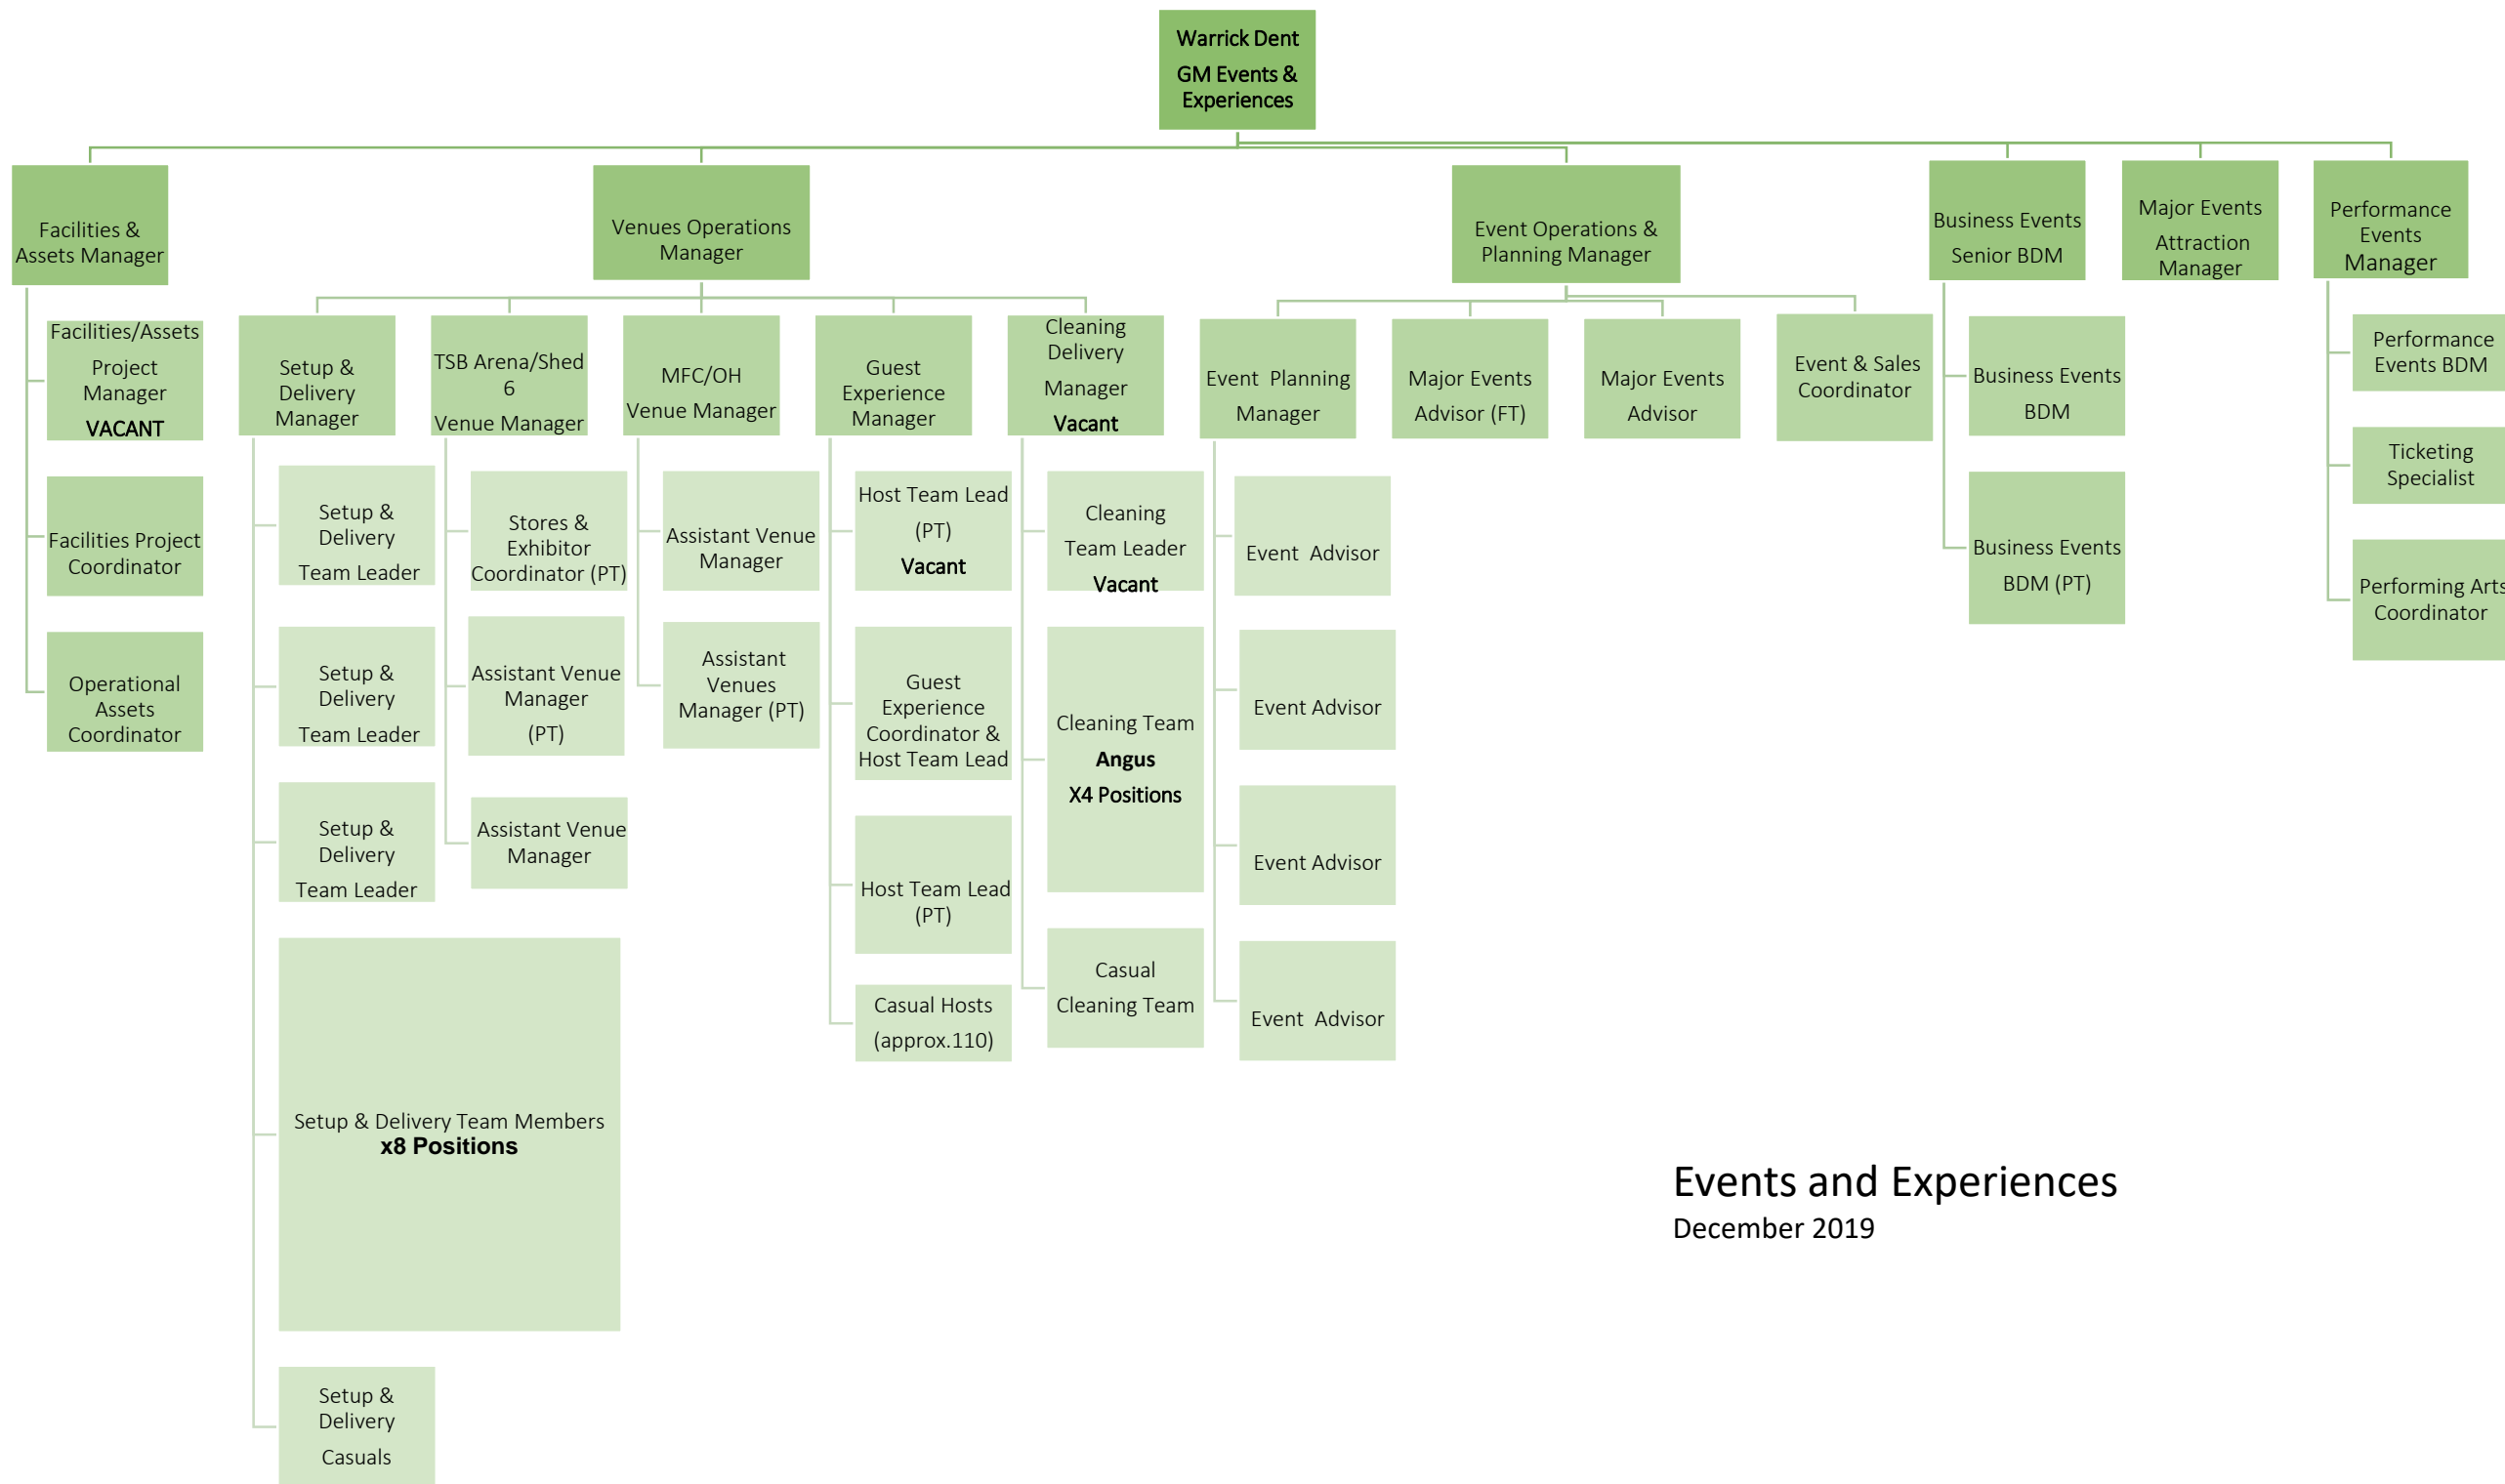 Warrick Dent
GM Events &
Experiences
Facilities &
Assets Manager
Venues Operations
Manager
Event Operations &
Planning Manager
Business Events
Senior BDM
Major Events
Attraction
Manager
Performance
Events
Manager
Facilities/Assets
Project
Manager
VACANT
Facilities Project
Coordinator
Operational
Assets
Coordinator
Setup &
Delivery
Manager
Setup &
Delivery
Team Leader
Setup &
Delivery
Team Leader
Setup &
Delivery
Team Leader
Setup & Delivery Team Members
x8 Positions
Setup &
Delivery
Casuals
TSB Arena/Shed
6
Venue Manager
Stores &
Exhibitor
Coordinator (PT)
Assistant Venue
Manager
(PT)
Assistant Venue
Manager
MFC/OH
Venue Manager
Assistant Venue
Manager
Assistant
Venues
Manager (PT)
Guest
Experience
Manager
Host Team Lead
(PT)
Vacant
Guest
Experience
Coordinator &
Host Team Lead
Host Team Lead
(PT)
Casual Hosts
(approx.110)
Cleaning
Delivery
Manager
Vacant
Cleaning
Team Leader
Vacant
Cleaning Team
Angus
X4 Positions
Casual
Cleaning Team
Event Planning
Manager
Event Advisor
Event Advisor
Event Advisor
Event Advisor
Major Events
Advisor (FT)
Major Events
Advisor
Event & Sales
Coordinator
Business Events
BDM
Business Events
BDM (PT)
Performance
Events BDM
Ticketing
Specialist
Performing Arts
Coordinator
Events and Experiences
December 2019